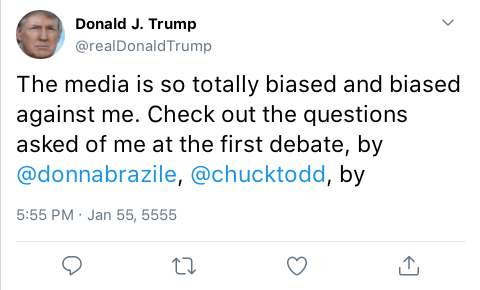 Donald J. Trump
@realDonaldTrump
The media is so totally biased and biased
against me. Check out the questions
asked of me at the first debate, by
@donnabrazile, @chucktodd, by
5:55 PM · Jan 55, 5555